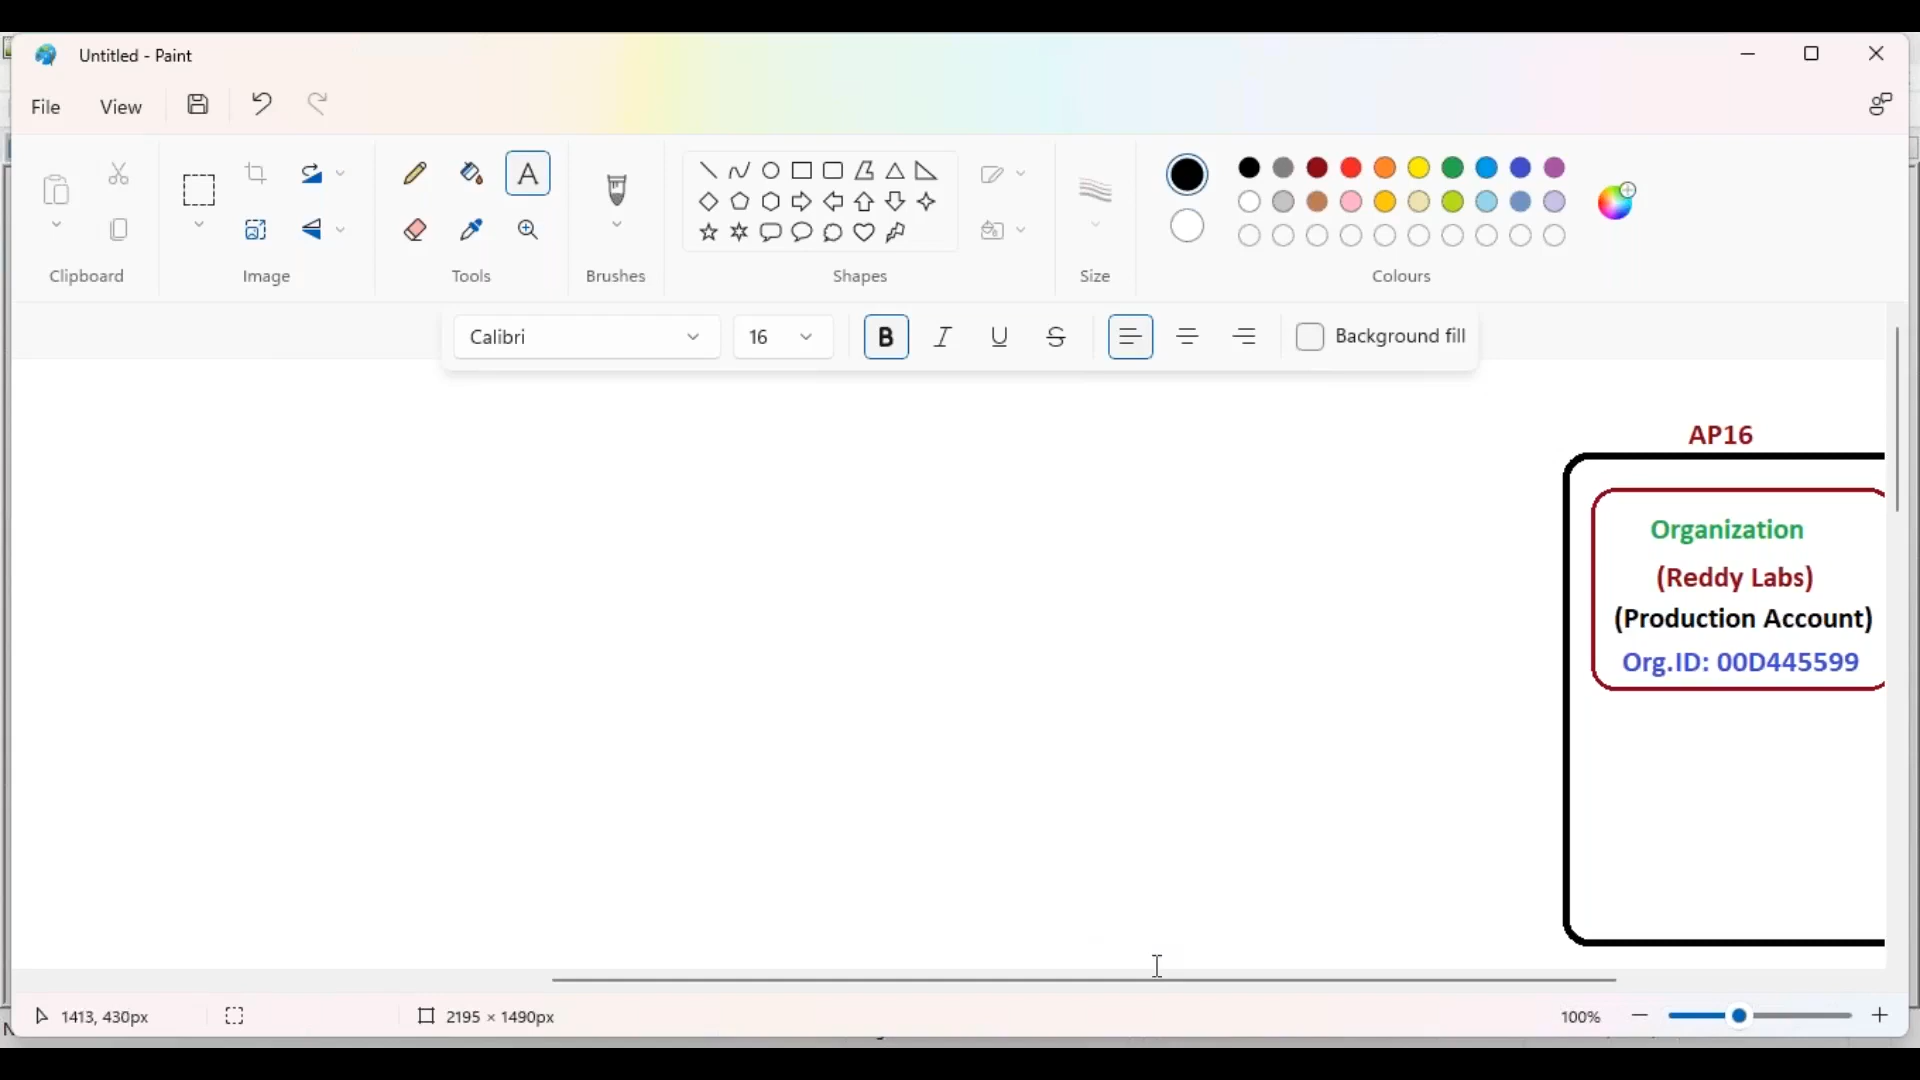 Untitled - Paint
File View
Clipboard Image Tools Brushes Shapes Size Colours
Calibri 16 B I U S Background fill
AP16
Organization
(Reddy Labs)
(Production Account)
Org.ID: 00D445599
1413, 430px 2195 × 1490px 100%